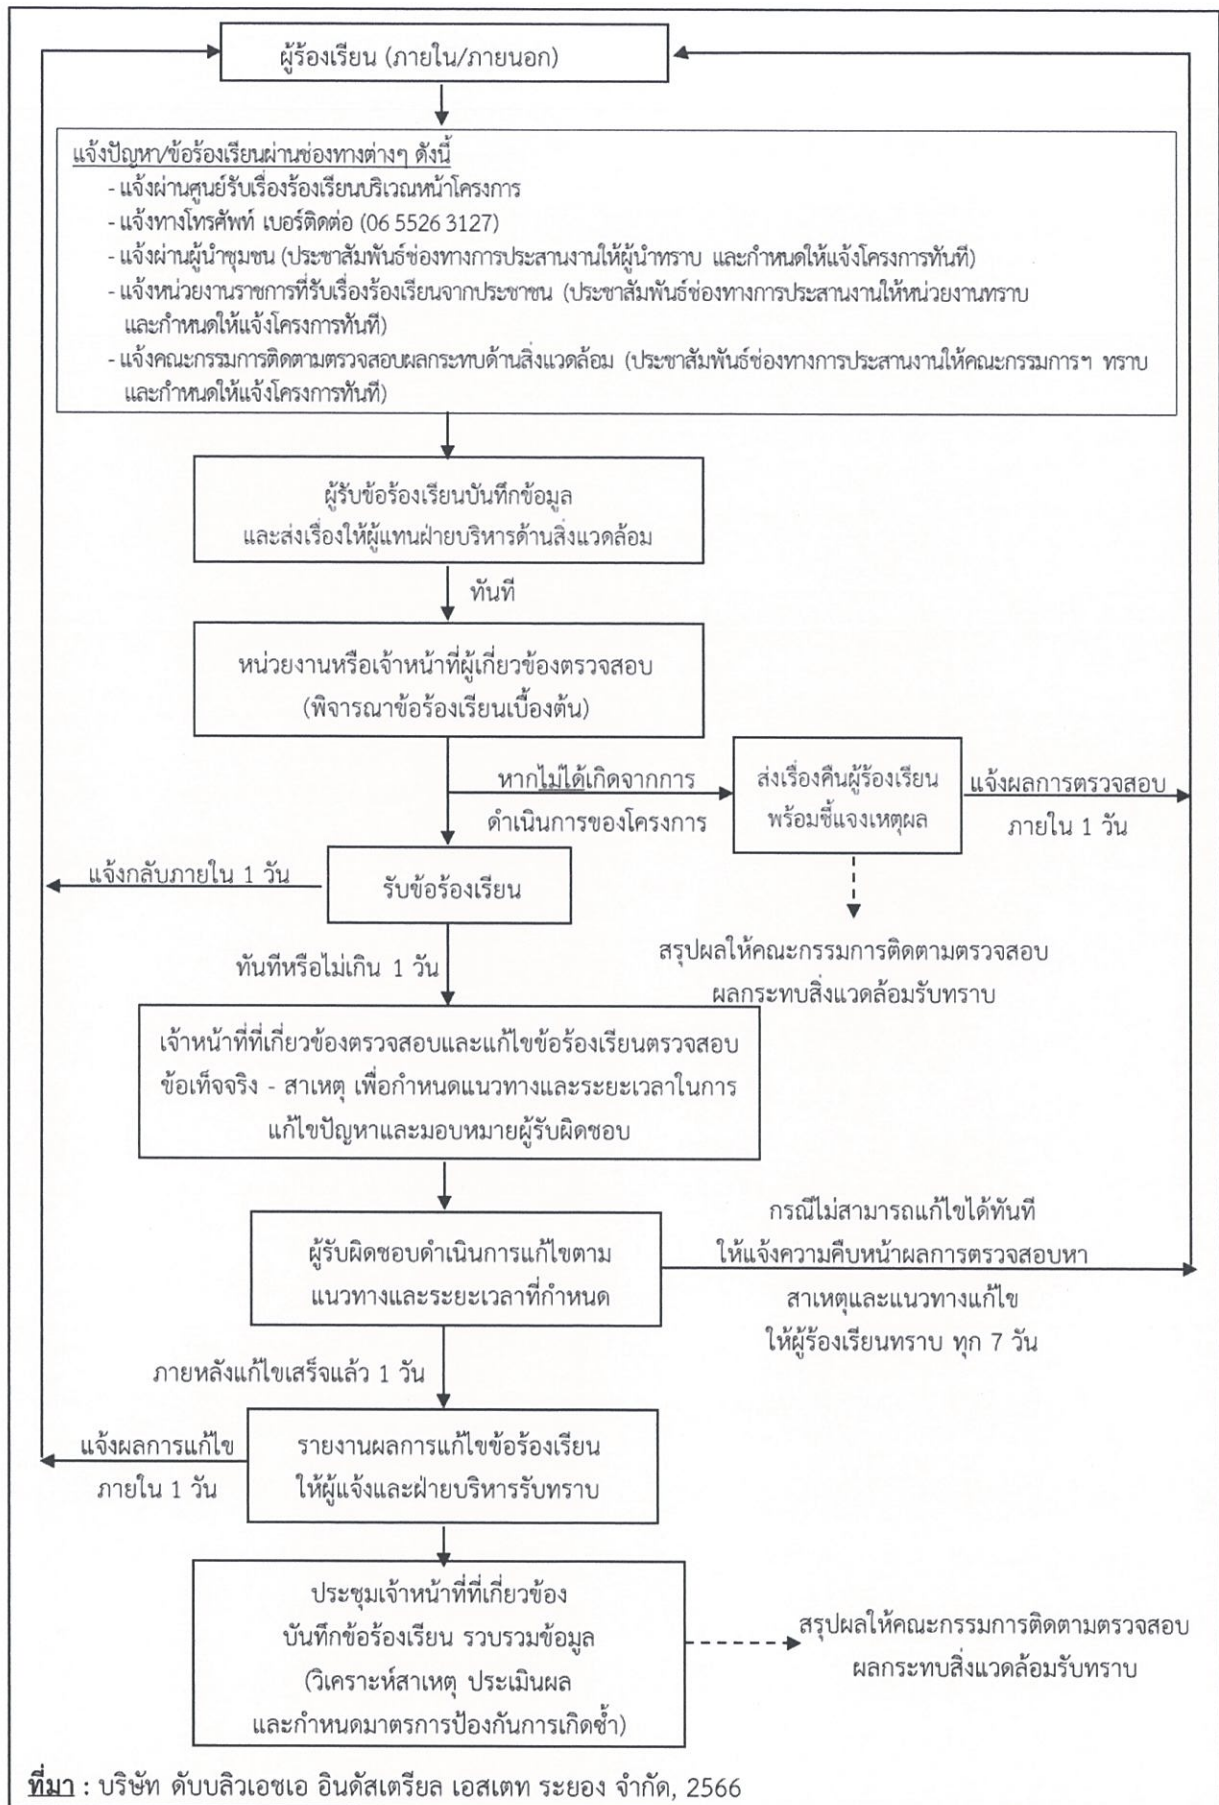 ผู้ร้องเรียน (ภายใน/ภายนอก)
แจ้งปัญหา/ข้อร้องเรียนผ่านช่องทางต่างๆ ดังนี้
- แจ้งผ่านศูนย์รับเรื่องร้องเรียนบริเวณหน้าโครงการ
- แจ้งทางโทรศัพท์ เบอร์ติดต่อ (06 5526 3127)
- แจ้งผ่านผู้นำชุมชน (ประชาสัมพันธ์ช่องทางการประสานงานให้ผู้นำทราบ และกำหนดให้แจ้งโครงการทันที)
- แจ้งหน่วยงานราชการที่รับเรื่องร้องเรียนจากประชาชน (ประชาสัมพันธ์ช่องทางการประสานงานให้หน่วยงานทราบ
และกำหนดให้แจ้งโครงการทันที)
- แจ้งคณะกรรมการติดตามตรวจสอบผลกระทบด้านสิ่งแวดล้อม (ประชาสัมพันธ์ช่องทางการประสานงานให้คณะกรรมการฯ ทราบ
และกำหนดให้แจ้งโครงการทันที)
ผู้รับข้อร้องเรียนบันทึกข้อมูล
และส่งเรื่องให้ผู้แทนฝ่ายบริหารด้านสิ่งแวดล้อม
ทันที
หน่วยงานหรือเจ้าหน้าที่ผู้เกี่ยวข้องตรวจสอบ
(พิจารณาข้อร้องเรียนเบื้องต้น)
หากไม่ได้เกิดจากการ
ดำเนินการของโครงการ
ส่งเรื่องคืนผู้ร้องเรียน
พร้อมชี้แจงเหตุผล
แจ้งผลการตรวจสอบ
ภายใน 1 วัน
แจ้งกลับภายใน 1 วัน
รับข้อร้องเรียน
สรุปผลให้คณะกรรมการติดตามตรวจสอบ
ผลกระทบสิ่งแวดล้อมรับทราบ
ทันทีหรือไม่เกิน 1 วัน
เจ้าหน้าที่ที่เกี่ยวข้องตรวจสอบและแก้ไขข้อร้องเรียนตรวจสอบ
ข้อเท็จจริง - สาเหตุ เพื่อกำหนดแนวทางและระยะเวลาในการ
แก้ไขปัญหาและมอบหมายผู้รับผิดชอบ
ผู้รับผิดชอบดำเนินการแก้ไขตาม
แนวทางและระยะเวลาที่กำหนด
กรณีไม่สามารถแก้ไขได้ทันที
ให้แจ้งความคืบหน้าผลการตรวจสอบหา
สาเหตุและแนวทางแก้ไข
ให้ผู้ร้องเรียนทราบ ทุก 7 วัน
ภายหลังแก้ไขเสร็จแล้ว 1 วัน
แจ้งผลการแก้ไข
ภายใน 1 วัน
รายงานผลการแก้ไขข้อร้องเรียน
ให้ผู้แจ้งและฝ่ายบริหารรับทราบ
ประชุมเจ้าหน้าที่ที่เกี่ยวข้อง
บันทึกข้อร้องเรียน รวบรวมข้อมูล
(วิเคราะห์สาเหตุ ประเมินผล
และกำหนดมาตรการป้องกันการเกิดซ้ำ)
สรุปผลให้คณะกรรมการติดตามตรวจสอบ
ผลกระทบสิ่งแวดล้อมรับทราบ
ที่มา : บริษัท ดับบลิวเอชเอ อินดัสเตรียล เอสเตท ระยอง จำกัด, 2566